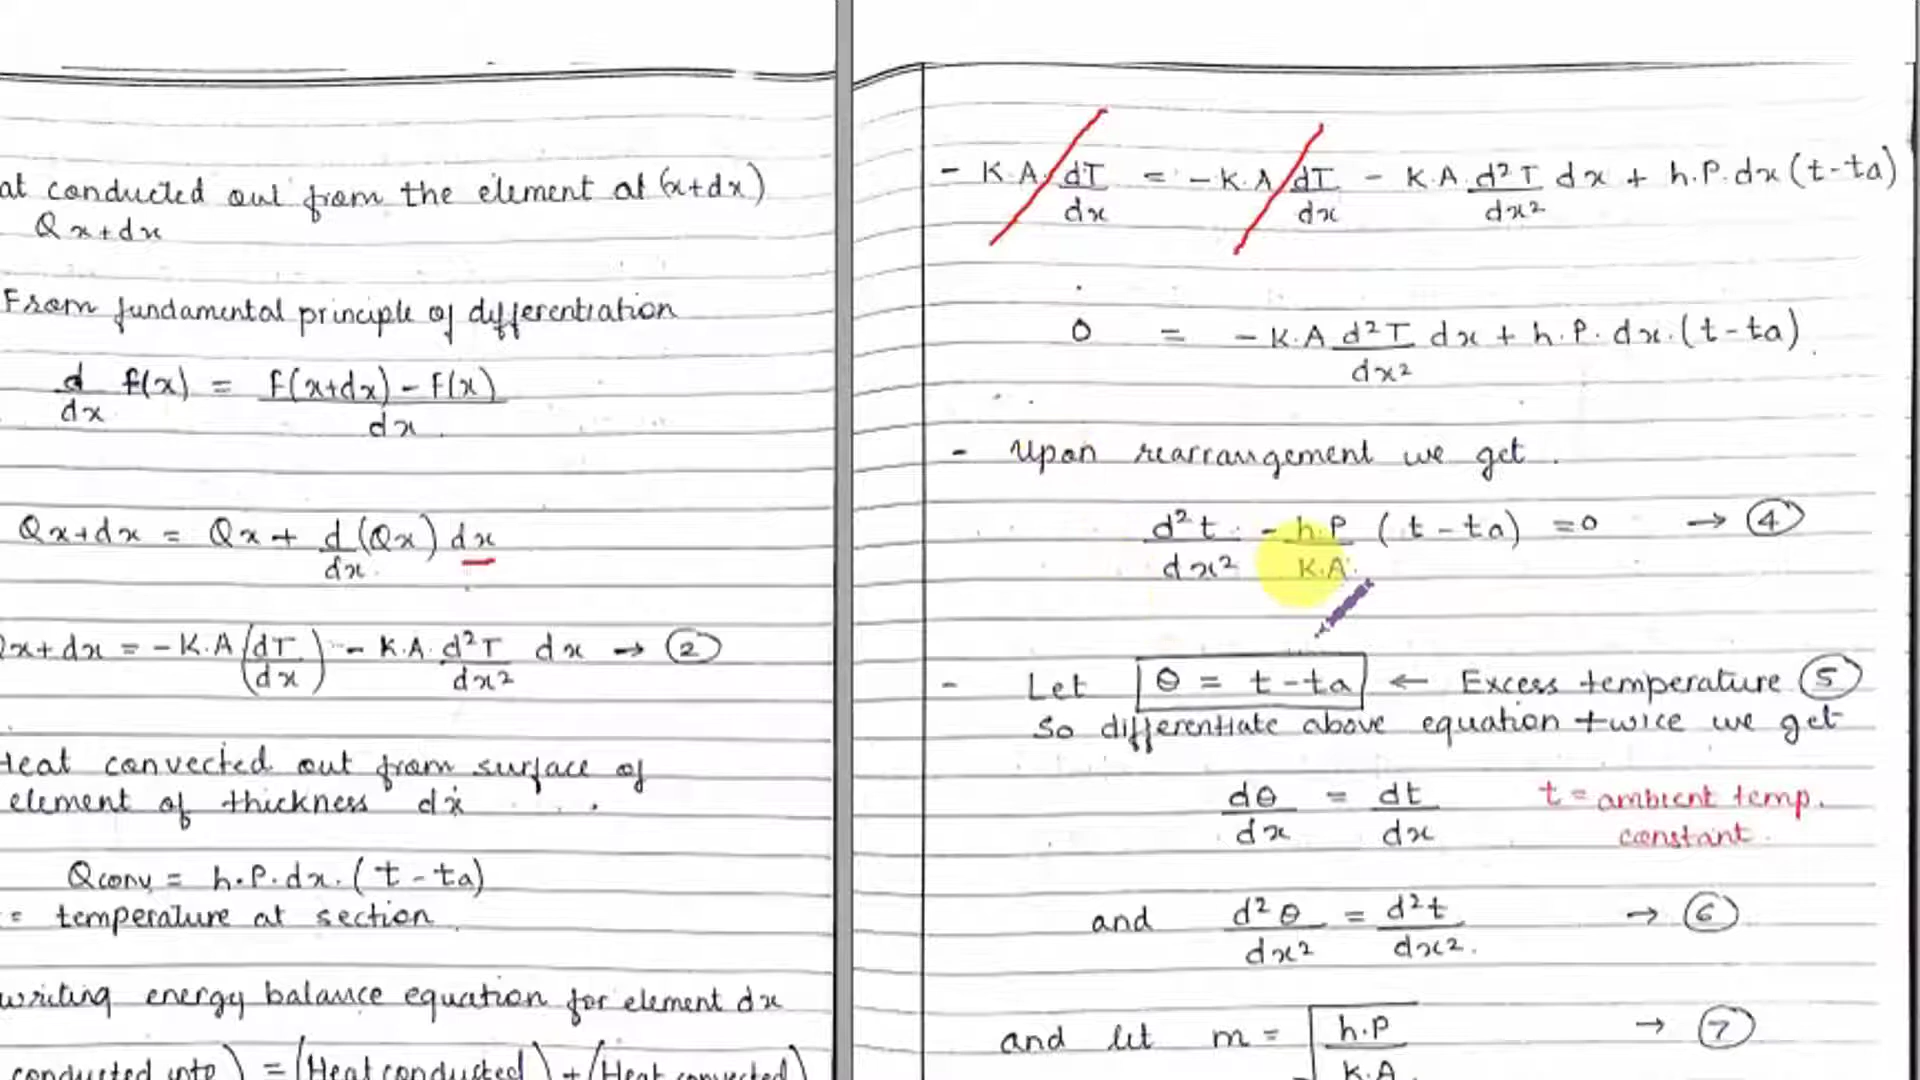 at conducted out from the element at (x+dx)
Qx+dx
From fundamental principle of differentiation
d/dx f(x) = F(x+dx) - F(x) / dx
Qx+dx = Qx + d/dx (Qx) dx
x+dx = -K.A (dT/dx) - K.A. d²T/dx² dx → ②
Heat convected out from surface of
element of thickness dx
Qconv = h.P.dx.(t-ta)
= temperature at section
writing energy balance equation for element dx
conducted into) = (Heat conducted) + (Heat convected)
- K.A. dT/dx = -K.A dT/dx - K.A. d²T/dx² dx + h.P.dx(t-ta)
0 = -K.A d²T/dx² dx + h.P.dx.(t-ta)
- Upon rearrangement we get.
d²t/dx² - h.P/K.A. (t-ta) = 0 → ④
- Let θ = t-ta ← Excess temperature ⑤
So differentiate above equation twice we get
dθ/dx = dt/dx t = ambient temp.
constant.
and d²θ/dx² = d²t/dx². → ⑥
and let m = √h.P/K.A. → ⑦